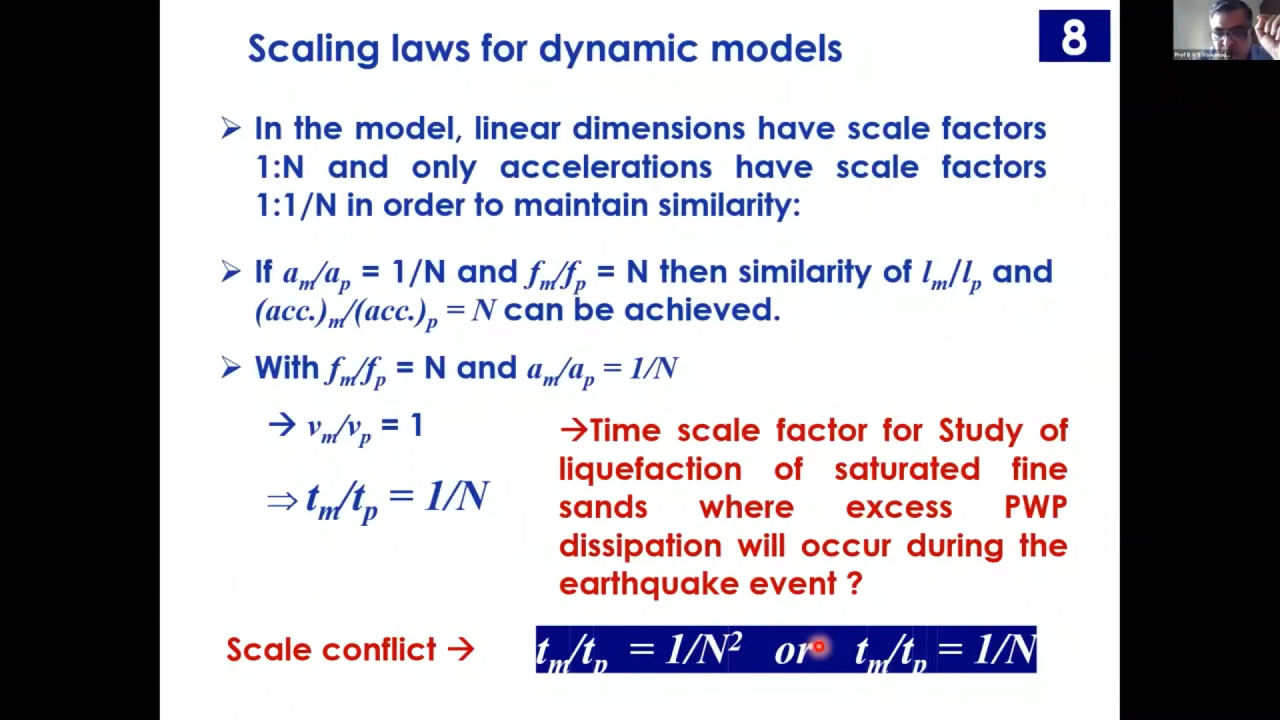 Scaling laws for dynamic models
8
➢ In the model, linear dimensions have scale factors
1:N and only accelerations have scale factors
1:1/N in order to maintain similarity:
➢ If aₘ/aₚ = 1/N and fₘ/fₚ = N then similarity of lₘ/lₚ and
(acc.)ₘ/(acc.)ₚ = N can be achieved.
➢ With fₘ/fₚ = N and aₘ/aₚ = 1/N
→ vₘ/vₚ = 1
⇒ tₘ/tₚ = 1/N
→Time scale factor for Study of
liquefaction of saturated fine
sands where excess PWP
dissipation will occur during the
earthquake event ?
Scale conflict → tₘ/tₚ = 1/N² or tₘ/tₚ = 1/N